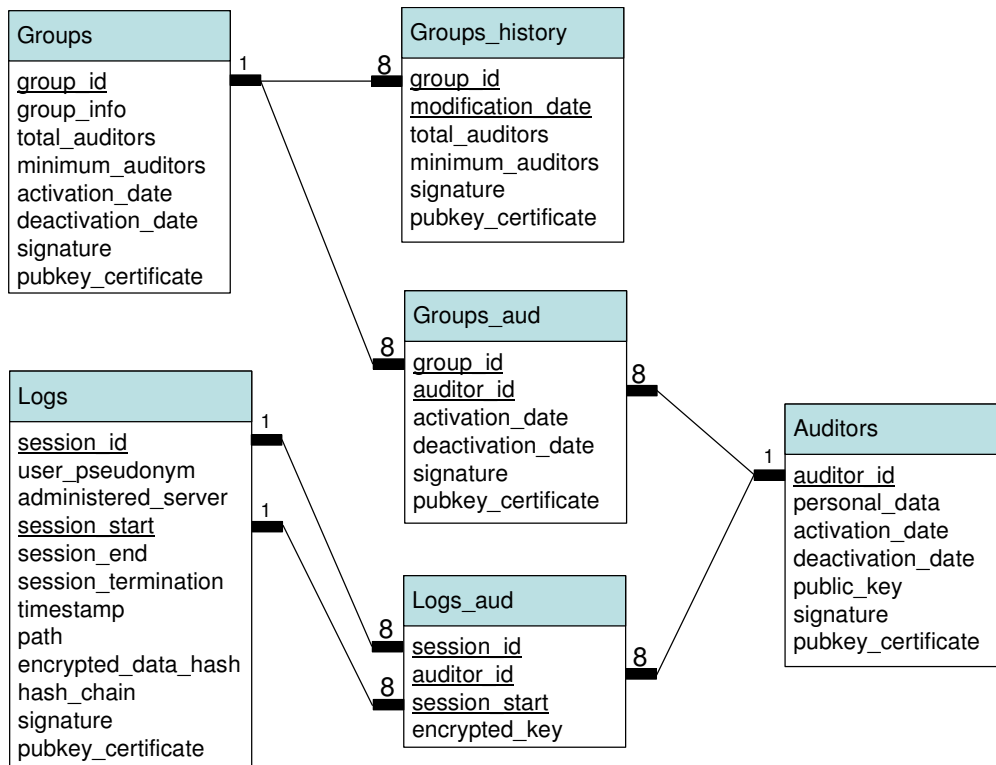 Groups
group_id
group_info
total_auditors
minimum_auditors
activation_date
deactivation_date
signature
pubkey_certificate
1
8
Groups_history
group_id
modification_date
total_auditors
minimum_auditors
signature
pubkey_certificate
8
Groups_aud
group_id
auditor_id
activation_date
deactivation_date
signature
pubkey_certificate
8
Logs
session_id
user_pseudonym
administered_server
session_start
session_end
session_termination
timestamp
path
encrypted_data_hash
hash_chain
signature
pubkey_certificate
1
1
8
8
Logs_aud
session_id
auditor_id
session_start
encrypted_key
8
1
Auditors
auditor_id
personal_data
activation_date
deactivation_date
public_key
signature
pubkey_certificate